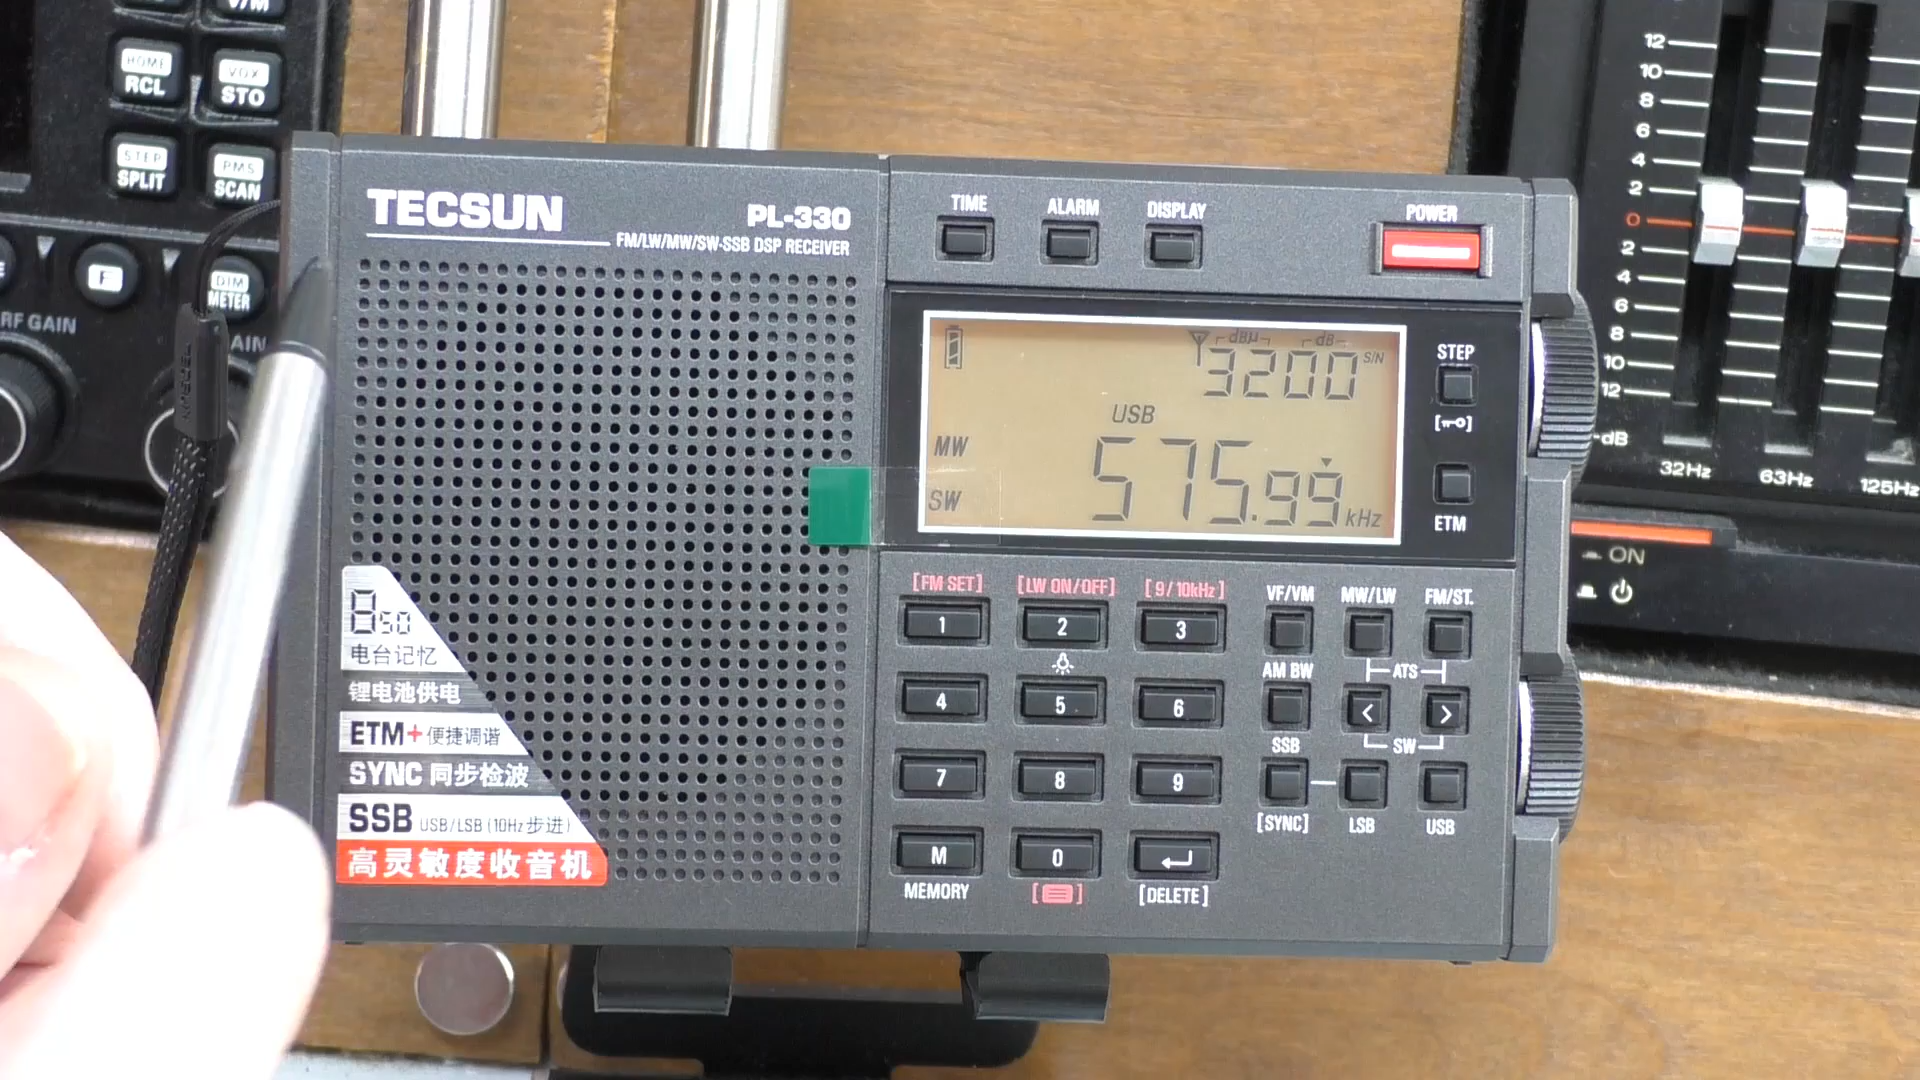 V/M
HOME
RCL
VOX
STO
STEP
SPLIT
PMS
SCAN
F
DIM
METER
RF GAIN
AIN
TECSUN
PL-330
FM/LW/MW/SW-SSB DSP RECEIVER
850
电台记忆
锂电池供电
ETM+便捷调谐
SYNC 同步检波
SSB USB/LSB (10Hz步进)
高灵敏度收音机
TIME ALARM DISPLAY POWER
dBμ dB
3200 S/N
USB
MW
575.99 kHz
SW
STEP
ETM
[FM SET] [LW ON/OFF] [9/10kHz]
1 2 3
4 5 6
7 8 9
M 0
MEMORY [DELETE]
VF/VM MW/LW FM/ST.
AM BW ATS
< >
SSB SW
[SYNC] LSB USB
12
10
8
6
4
2
0
2
4
6
8
10
12
-dB
32Hz 63Hz 125Hz
ON